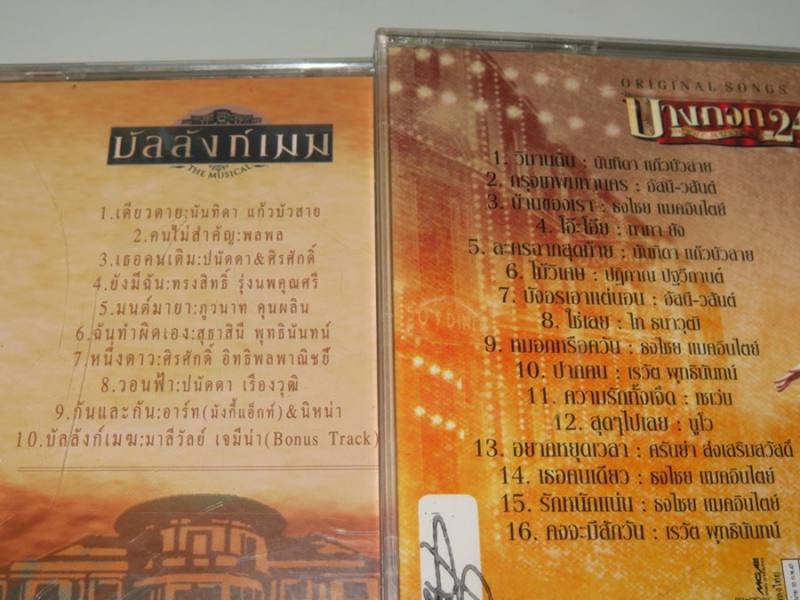 บัลลังก์เมฆ
THE MUSICAL
1.เดียวดาย:นันทิดา แก้วบัวสาย
2.คนไม่สำคัญ:พลพล
3.เธอคนเดิม:ปนัดดา&ศิรศักดิ์
4.ยังมีฉัน:ทรงสิทธิ์ รุ่งนพคุณศรี
5.มนต์มายา:ภูวนาท คุนผลิน
6.ฉันทำผิดเอง:สุธาสินี พุทธินันทน์
7.หนึ่งดาว:ศิรศักดิ์ อิทธิพลพาณิชย์
8.วอนฟ้า:ปนัดดา เรืองวุฒิ
9.กันและกัน:อาร์ท(มังกี้แอ็กท์)&นิหน่า
10.บัลลังก์เมฆ:มาลีวัลย์ เจมีน่า(Bonus Track)
ORIGINAL SONGS
บางกอก 24
1. วิมานดิน : นันทิดา แก้วบัวสาย
2. กรุงเทพมหานคร : อัสนี-วสันต์
3. บ้านของเรา : ธงไชย แมคอินไตย์
4. โอ๊ะโอ๊ย : ทาทา ยัง
5. ละครฉากสุดท้าย : นันทิดา แก้วบัวสาย
6. ไม้วิเศษ : ปฏิภาณ ปฐวีกานต์
7. บังอรเอาแต่นอน : อัสนี-วสันต์
8. ใช่เลย : ไท ธนาวุฒิ
9. หมอกหรือควัน : ธงไชย แมคอินไตย์
10. ปากคน : เรวัต พุทธินันทน์
11. ความรักทั้งเจ็ด : เซเว่น
12. สุดๆไปเลย : นูโว
13. อยากหยุดเวลา : ศรัณย่า ส่งเสริมสวัสดิ์
14. เธอคนเดียว : ธงไชย แมคอินไตย์
15. รักหนักแน่น : ธงไชย แมคอินไตย์
16. คงจะมีสักวัน : เรวัต พุทธินันทน์